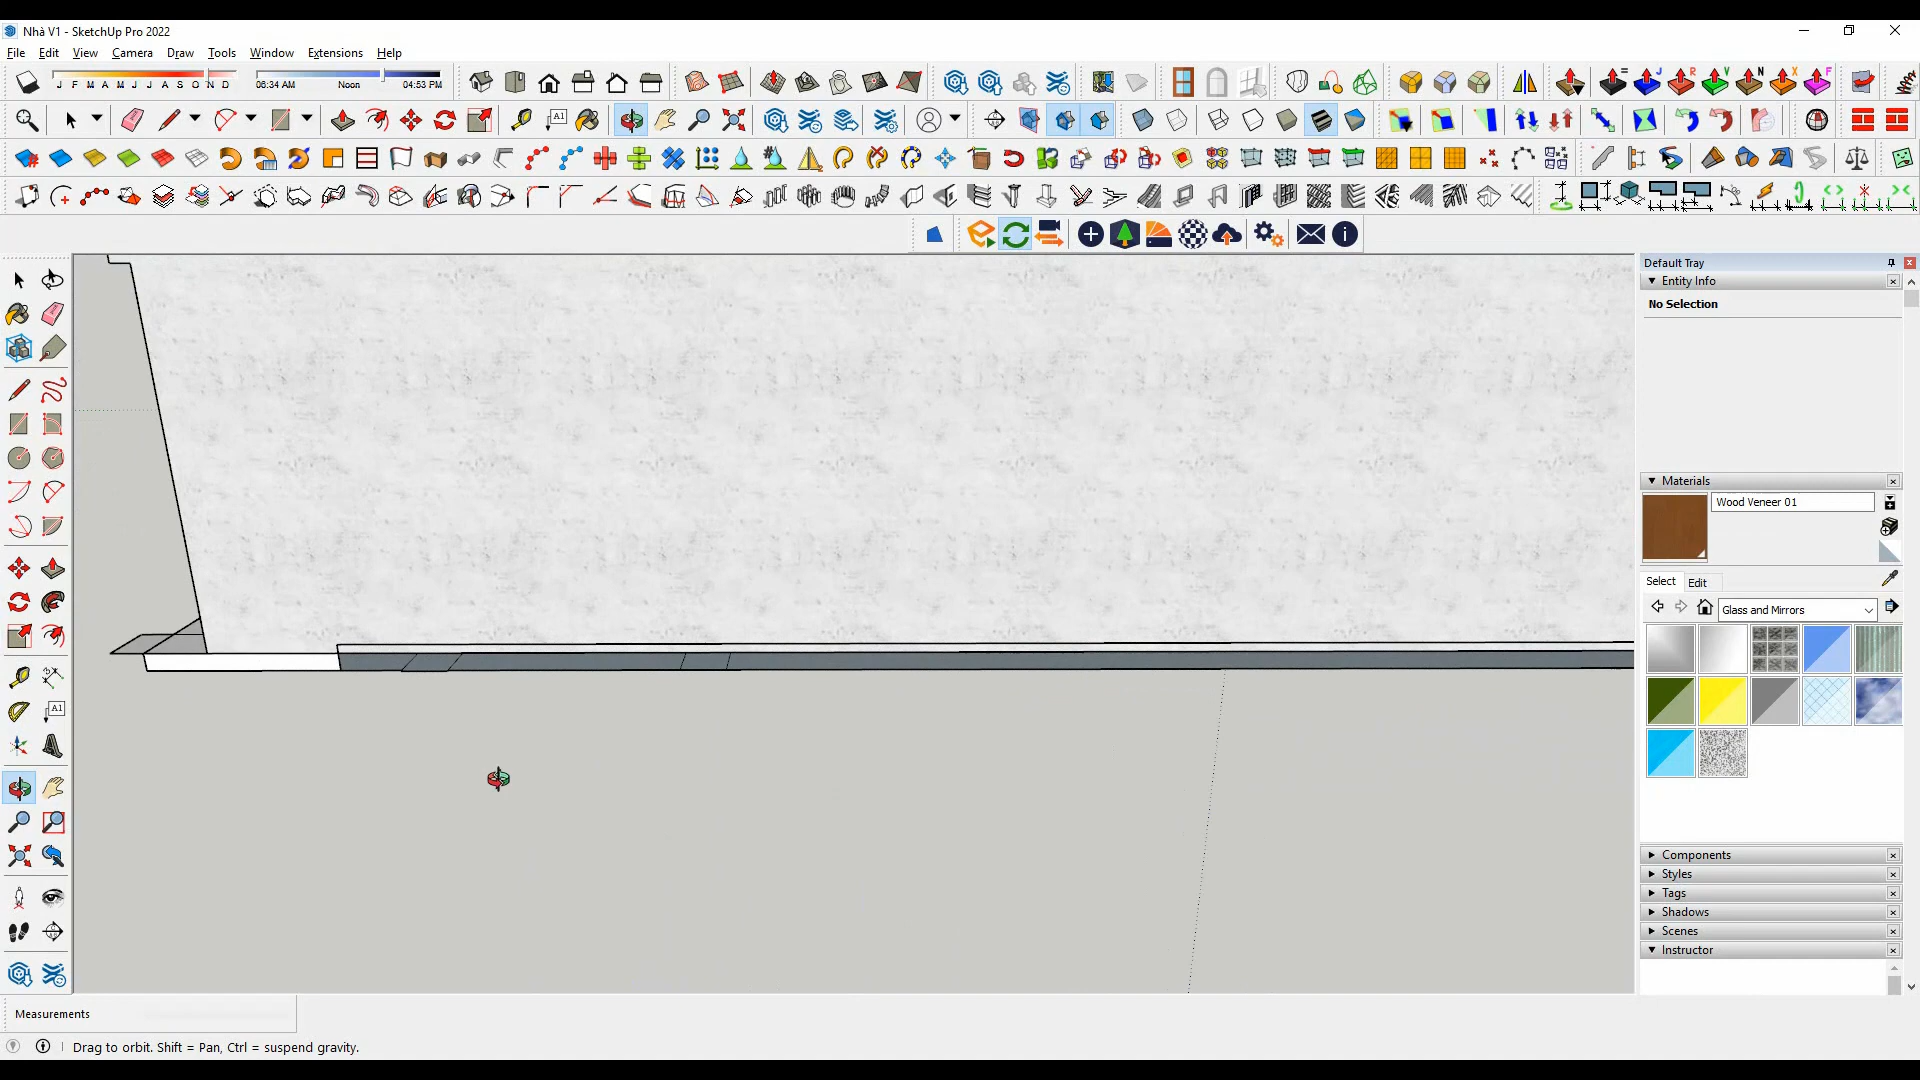 Nhà V1 - SketchUp Pro 2022
File Edit View Camera Draw Tools Window Extensions Help
J F M A M J J A S O N D
06:34 AM Noon 04:53 PM
A1
Default Tray
Entity Info
No Selection
Materials
Wood Veneer 01
Select Edit
Glass and Mirrors
A1
Components
Styles
Tags
Shadows
Scenes
Instructor
Measurements
Drag to orbit. Shift = Pan, Ctrl = suspend gravity.